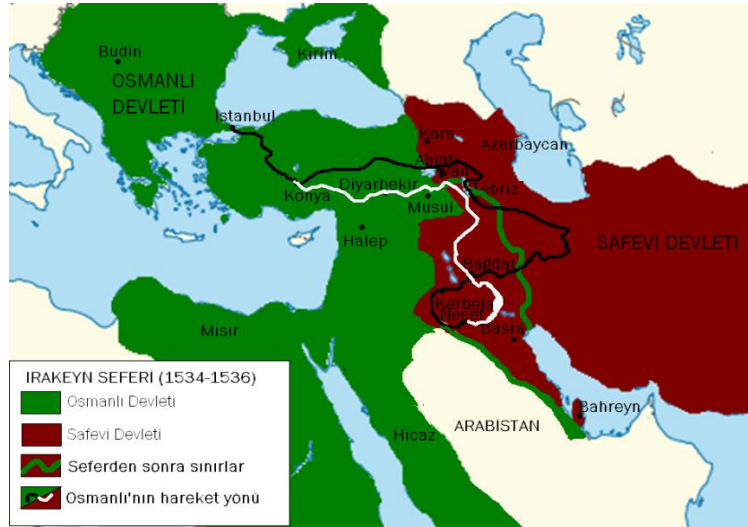 Budin
Kırım
OSMANLI
DEVLETİ
İstanbul
Kars
Azerbaycan
Ahlat
Van
Tebriz
Diyarbekir
Konya
Musul
SAFEVİ DEVLETİ
Halep
Bağdat
Kerbela
Necef
Basra
Mısır
IRAKEYN SEFERİ (1534-1536)
Osmanlı Devleti
Safevi Devleti
Seferden sonra sınırlar
Osmanlı'nın hareket yönü
Hicaz
ARABİSTAN
Bahreyn